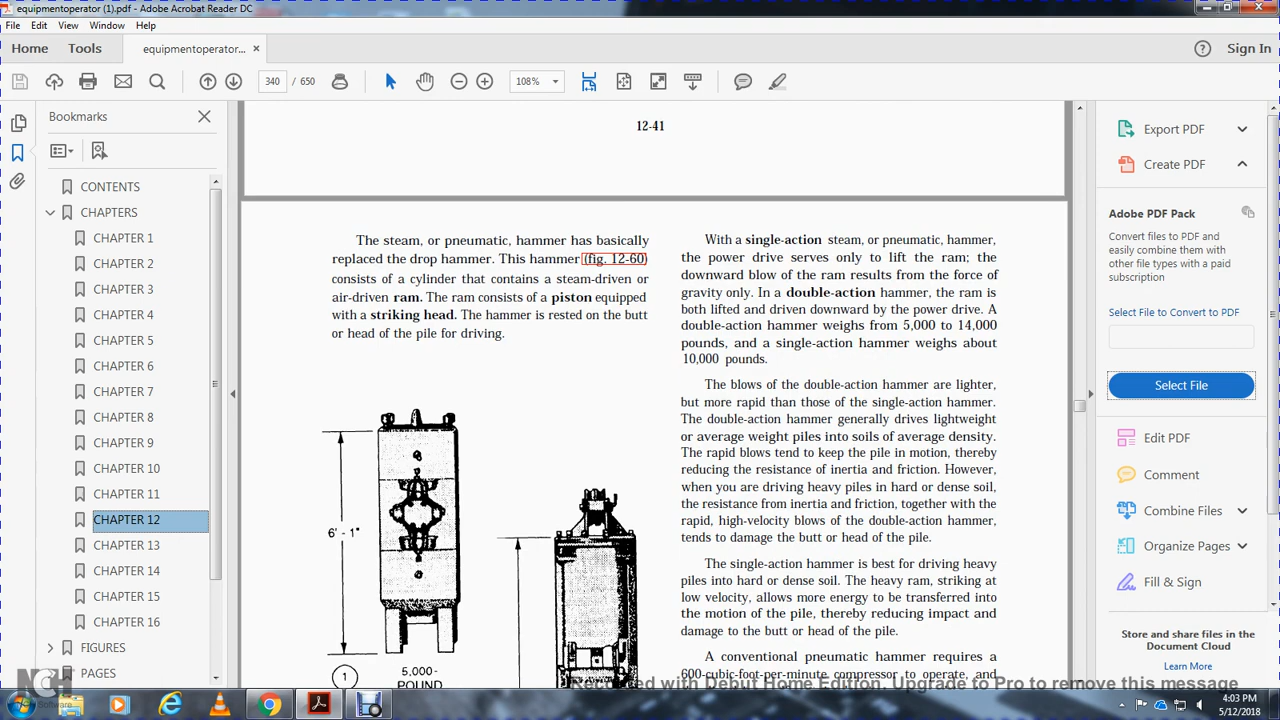 equipmentoperator (1).pdf - Adobe Acrobat Reader DC
File Edit View Window Help
Home Tools equipmentoperator... × Sign In
340 / 650 108%
Bookmarks
CONTENTS
CHAPTERS
CHAPTER 1
CHAPTER 2
CHAPTER 3
CHAPTER 4
CHAPTER 5
CHAPTER 6
CHAPTER 7
CHAPTER 8
CHAPTER 9
CHAPTER 10
CHAPTER 11
CHAPTER 12
CHAPTER 13
CHAPTER 14
CHAPTER 15
CHAPTER 16
FIGURES
PAGES
12-41
The steam, or pneumatic, hammer has basically
replaced the drop hammer. This hammer (fig. 12-60)
consists of a cylinder that contains a steam-driven or
air-driven ram. The ram consists of a piston equipped
with a striking head. The hammer is rested on the butt
or head of the pile for driving.
6' - 1"
1
5,000-
POUND
With a single-action steam, or pneumatic, hammer,
the power drive serves only to lift the ram; the
downward blow of the ram results from the force of
gravity only. In a double-action hammer, the ram is
both lifted and driven downward by the power drive. A
double-action hammer weighs from 5,000 to 14,000
pounds, and a single-action hammer weighs about
10,000 pounds.
The blows of the double-action hammer are lighter,
but more rapid than those of the single-action hammer.
The double-action hammer generally drives lightweight
or average weight piles into soils of average density.
The rapid blows tend to keep the pile in motion, thereby
reducing the resistance of inertia and friction. However,
when you are driving heavy piles in hard or dense soil,
the resistance from inertia and friction, together with the
rapid, high-velocity blows of the double-action hammer,
tends to damage the butt or head of the pile.
The single-action hammer is best for driving heavy
piles into hard or dense soil. The heavy ram, striking at
low velocity, allows more energy to be transferred into
the motion of the pile, thereby reducing impact and
damage to the butt or head of the pile.
A conventional pneumatic hammer requires a
600-cubic-foot-per-minute compressor to operate, and
Export PDF
Create PDF
Adobe PDF Pack
Convert files to PDF and
easily combine them with
other file types with a paid
subscription
Select File to Convert to PDF
Select File
Edit PDF
Comment
Combine Files
Organize Pages
Fill & Sign
Store and share files in the
Document Cloud
Learn More
NCH
Software
Recorded with Debut Home Edition. Upgrade to Pro to remove this message
4:03 PM
5/12/2018